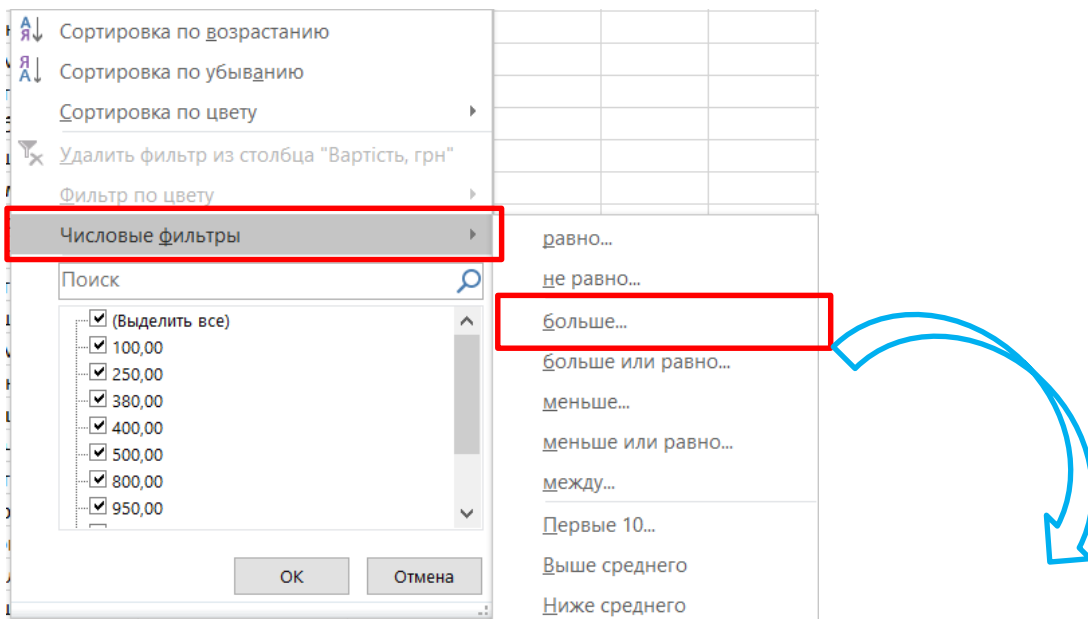 Сортировка по возрастанию
Сортировка по убыванию
Сортировка по цвету
Удалить фильтр из столбца "Вартість, грн"
Фильтр по цвету
Числовые фильтры
Поиск
(Выделить все)
100,00
250,00
380,00
400,00
500,00
800,00
950,00
ОК
Отмена
равно...
не равно...
больше...
больше или равно...
меньше...
меньше или равно...
между...
Первые 10...
Выше среднего
Ниже среднего